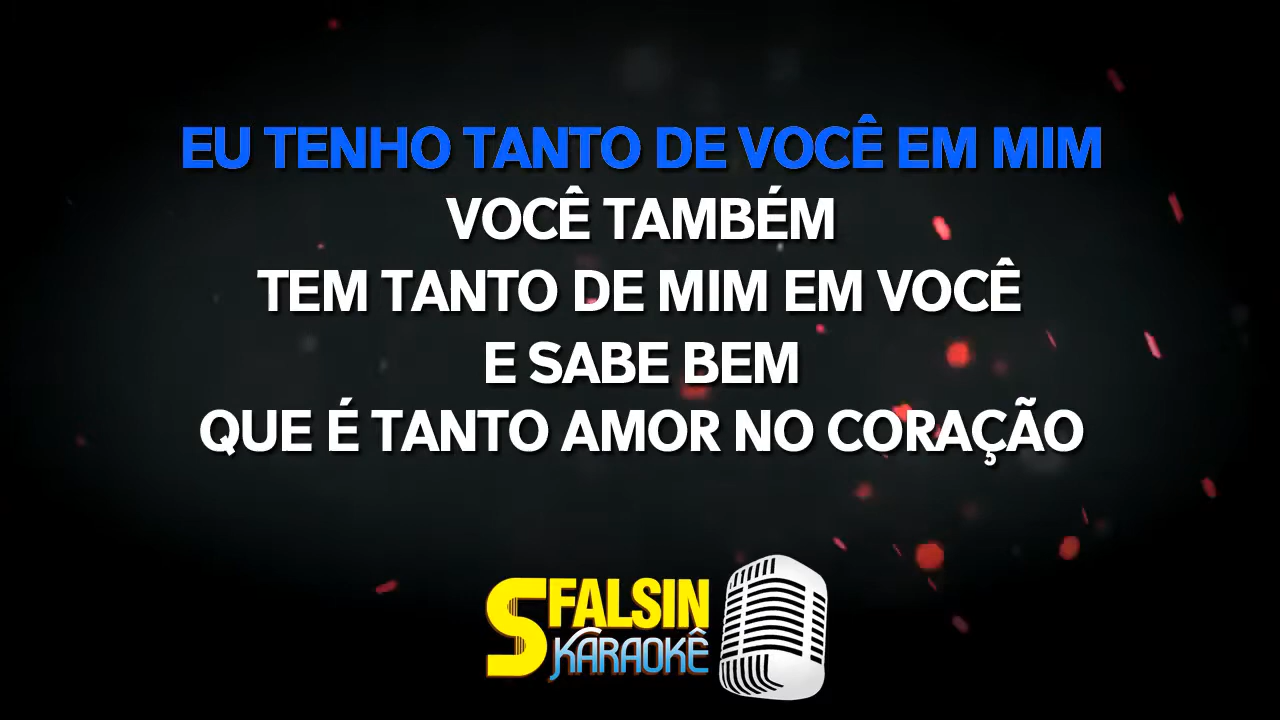 EU TENHO TANTO DE VOCÊ EM MIM
VOCÊ TAMBÉM
TEM TANTO DE MIM EM VOCÊ
E SABE BEM
QUE É TANTO AMOR NO CORAÇÃO
SFALSIN
KARAOKÊ